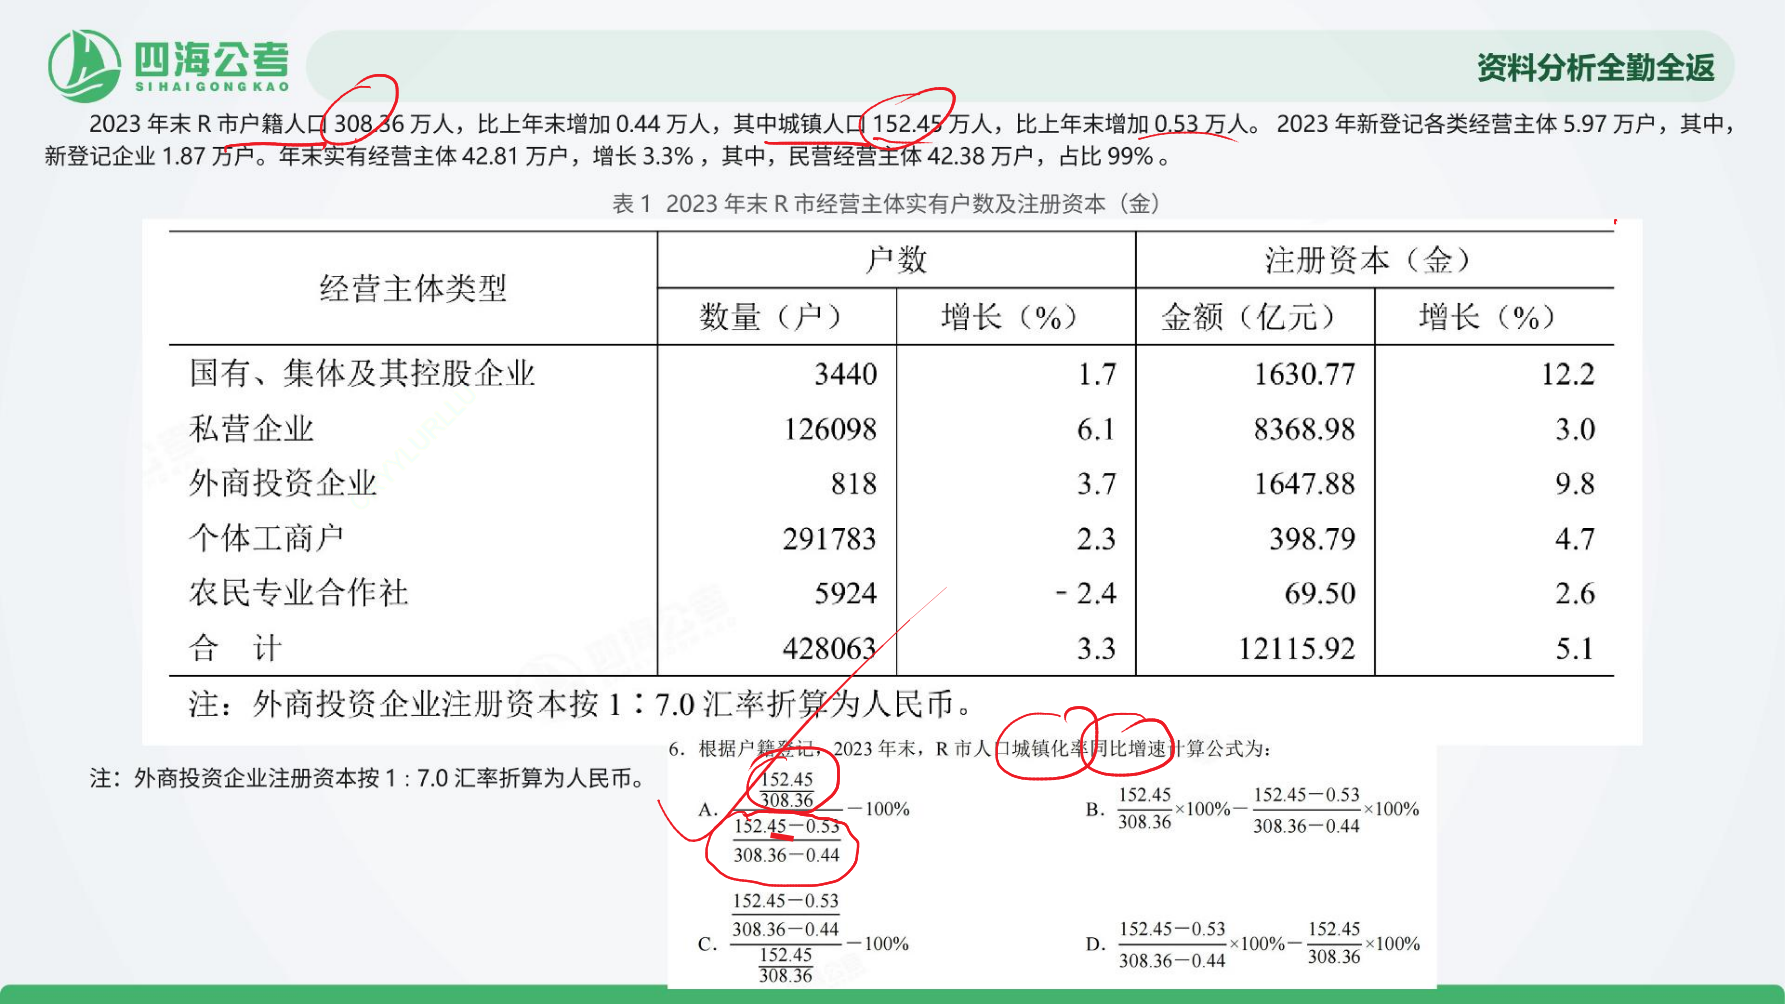 四海公考
SIHAIGONGKAO
资料分析全勤全返
2023 年末 R 市户籍人口 308.36 万人，比上年末增加 0.44 万人，其中城镇人口 152.45 万人，比上年末增加 0.53 万人。 2023 年新登记各类经营主体 5.97 万户，其中，
新登记企业 1.87 万户。年末实有经营主体 42.81 万户，增长 3.3% ，其中，民营经营主体 42.38 万户，占比 99% 。
表 1 2023 年末 R 市经营主体实有户数及注册资本（金）
经营主体类型 户数 注册资本（金）
数量（户） 增长（%） 金额（亿元） 增长（%）
国有、集体及其控股企业 3440 1.7 1630.77 12.2
私营企业 126098 6.1 8368.98 3.0
外商投资企业 818 3.7 1647.88 9.8
个体工商户 291783 2.3 398.79 4.7
农民专业合作社 5924 -2.4 69.50 2.6
合 计 428063 3.3 12115.92 5.1
注：外商投资企业注册资本按 1∶7.0 汇率折算为人民币。
6. 根据户籍登记，2023 年末，R 市人口城镇化率同比增速计算公式为：
注：外商投资企业注册资本按 1 : 7.0 汇率折算为人民币。
A.
152.45
308.36
152.45－0.53
308.36－0.44
－100%
B.
152.45
308.36
×100%－
152.45－0.53
308.36－0.44
×100%
C.
152.45－0.53
308.36－0.44
152.45
308.36
－100%
D.
152.45－0.53
308.36－0.44
×100%－
152.45
308.36
×100%